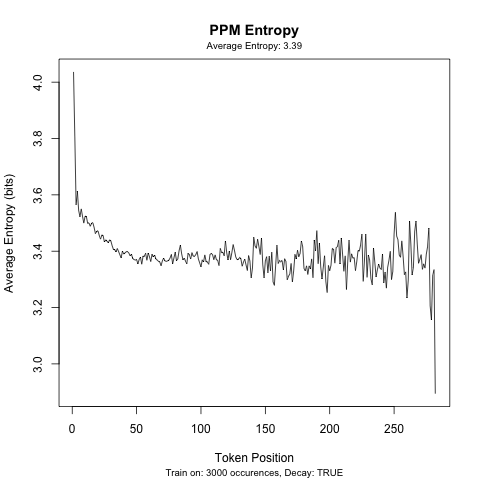 PPM Entropy
Average Entropy: 3.39
Average Entropy (bits)
4.0
3.8
3.6
3.4
3.2
3.0
0 50 100 150 200 250
Token Position
Train on: 3000 occurences, Decay: TRUE